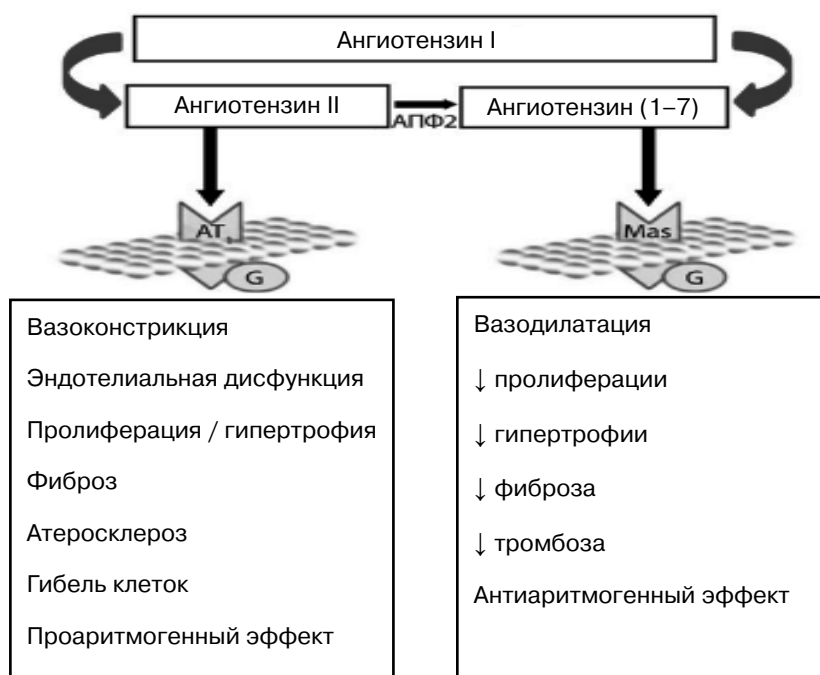 Ангиотензин I
Ангиотензин II
АПФ2
Ангиотензин (1–7)
AT₁
G
Mas
G
Вазоконстрикция
Эндотелиальная дисфункция
Пролиферация / гипертрофия
Фиброз
Атеросклероз
Гибель клеток
Проаритмогенный эффект
Вазодилатация
↓ пролиферации
↓ гипертрофии
↓ фиброза
↓ тромбоза
Антиаритмогенный эффект